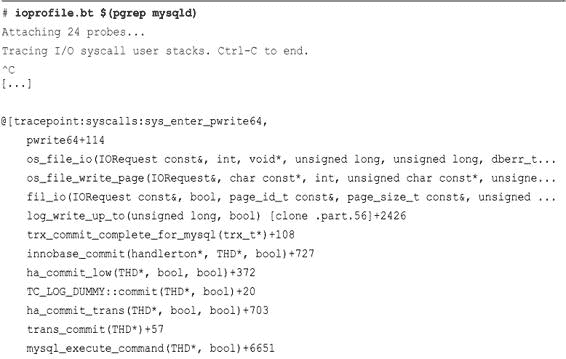 # ioprofile.bt $(pgrep mysqld)
Attaching 24 probes...
Tracing I/O syscall user stacks. Ctrl-C to end.
^C
[...]
@[tracepoint:syscalls:sys_enter_pwrite64,
pwrite64+114
os_file_io(IORequest const&, int, void*, unsigned long, unsigned long, dberr_t...
os_file_write_page(IORequest&, char const*, int, unsigned char const*, unsigne...
fil_io(IORequest const&, bool, page_id_t const&, page_size_t const&, unsigned ...
log_write_up_to(unsigned long, bool) [clone .part.56]+2426
trx_commit_complete_for_mysql(trx_t*)+108
innobase_commit(handlerton*, THD*, bool)+727
ha_commit_low(THD*, bool, bool)+372
TC_LOG_DUMMY::commit(THD*, bool)+20
ha_commit_trans(THD*, bool, bool)+703
trans_commit(THD*)+57
mysql_execute_command(THD*, bool)+6651